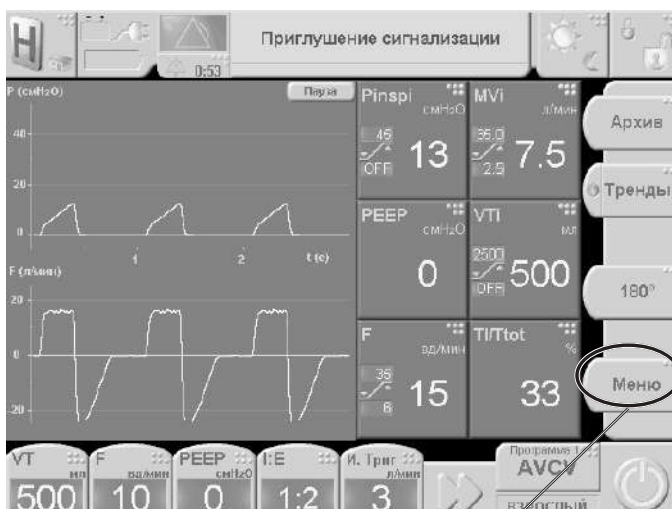 H
Приглушение сигнализации
0:53
P (смH₂O)
Пауза
40
20
0
1
2
t (c)
F (л/мин)
20
0
-20
Pinspi
смH₂O
45
OFF
13
MVi
л/мин
35.0
2.5
7.5
PEEP
смH₂O
0
VTi
мл
2500
OFF
500
F
вд/мин
35
6
15
TI/Ttot
%
33
Архив
Тренды
180°
Меню
VT
мл
500
F
вд/мин
10
PEEP
смH₂O
0
I:E
1:2
И. Триг
л/мин
3
Программа 1
AVCV
взрослый